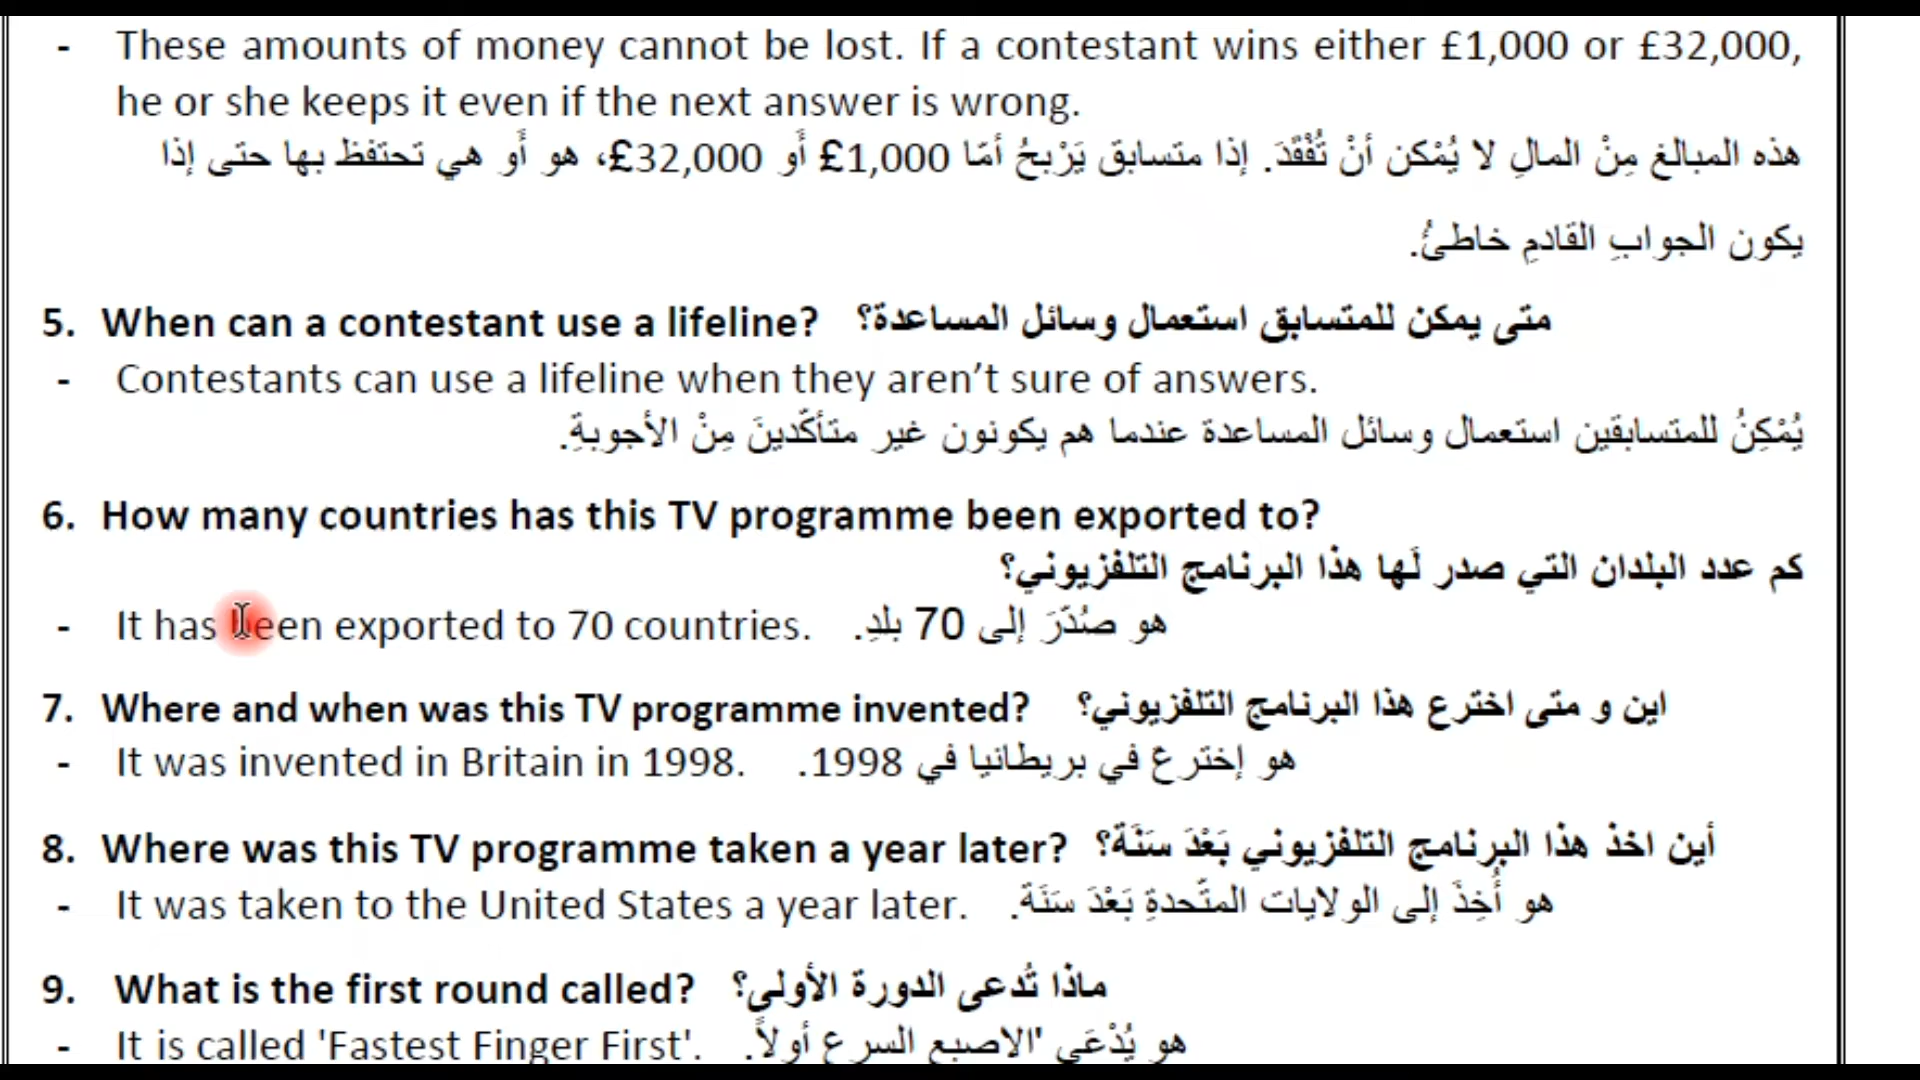 - These amounts of money cannot be lost. If a contestant wins either £1,000 or £32,000,
he or she keeps it even if the next answer is wrong.
هذه المبالغ مِنْ المالِ لا يُمْكن أنْ تُفْقَدَ. إذا متسابق يَرْبحُ أمّا 1,000£ أَو 32,000£، هو أَو هي تحتفظ بها حتى إذا
يكون الجوابِ القادمِ خاطئُ.
5. When can a contestant use a lifeline? متى يمكن للمتسابق استعمال وسائل المساعدة؟
- Contestants can use a lifeline when they aren't sure of answers.
يُمْكِنُ للمتسابقين استعمال وسائل المساعدة عندما هم يكونون غير متأكّدينَ مِنْ الأجوبةِ.
6. How many countries has this TV programme been exported to?
كم عدد البلدان التي صدر لَها هذا البرنامج التلفزيوني؟
- It has been exported to 70 countries. هو صُدّرَ إلى 70 بلدِ.
7. Where and when was this TV programme invented? اين و متى اخترع هذا البرنامج التلفزيوني؟
- It was invented in Britain in 1998. هو إخترعَ في بريطانيا في 1998.
8. Where was this TV programme taken a year later? أين اخذ هذا البرنامج التلفزيوني بَعْدَ سَنَة؟
- It was taken to the United States a year later. هو أُخِذَ إلى الولايات المتّحدةِ بَعْدَ سَنَة.
9. What is the first round called? ماذا تُدعى الدورة الأولى؟
- It is called 'Fastest Finger First'. هو يُدْعَى 'الاصبع السرع أولاً.